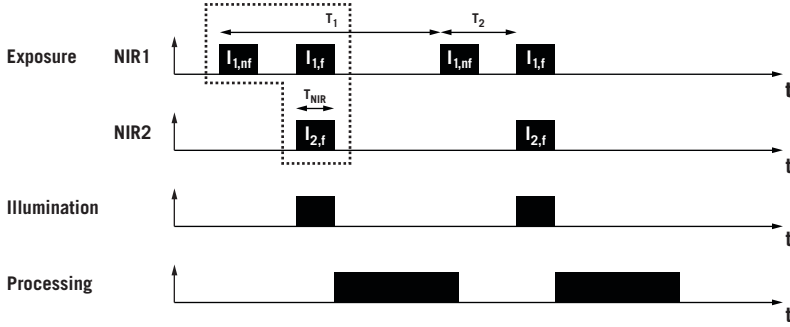 T1 T2
Exposure NIR1 I1,nf I1,f I1,nf I1,f t
TNIR
NIR2 I2,f I2,f t
Illumination t
Processing t